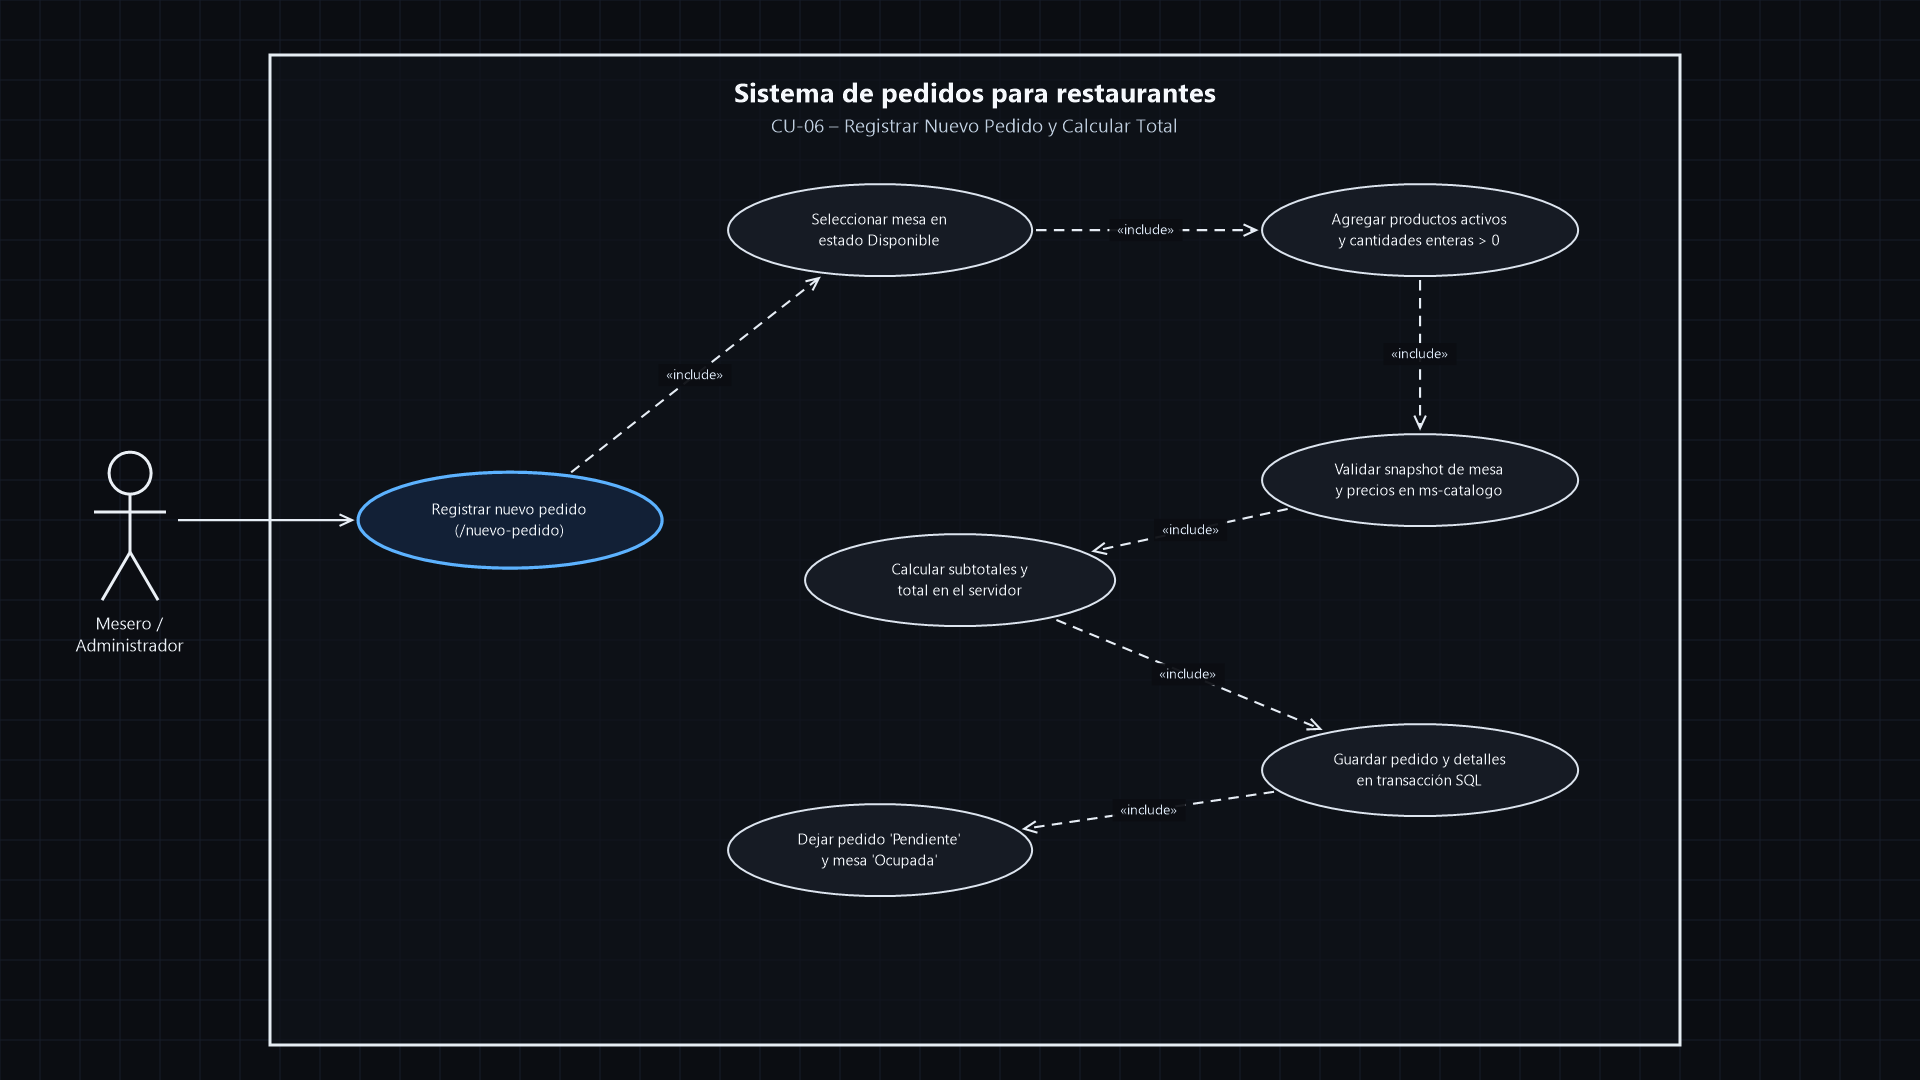 Sistema de pedidos para restaurantes
CU-06 – Registrar Nuevo Pedido y Calcular Total
Seleccionar mesa en
estado Disponible
«include»
Agregar productos activos
y cantidades enteras > 0
«include»
«include»
Validar snapshot de mesa
y precios en ms-catalogo
Registrar nuevo pedido
(/nuevo-pedido)
«include»
Calcular subtotales y
total en el servidor
Mesero /
Administrador
«include»
Guardar pedido y detalles
en transacción SQL
«include»
Dejar pedido 'Pendiente'
y mesa 'Ocupada'